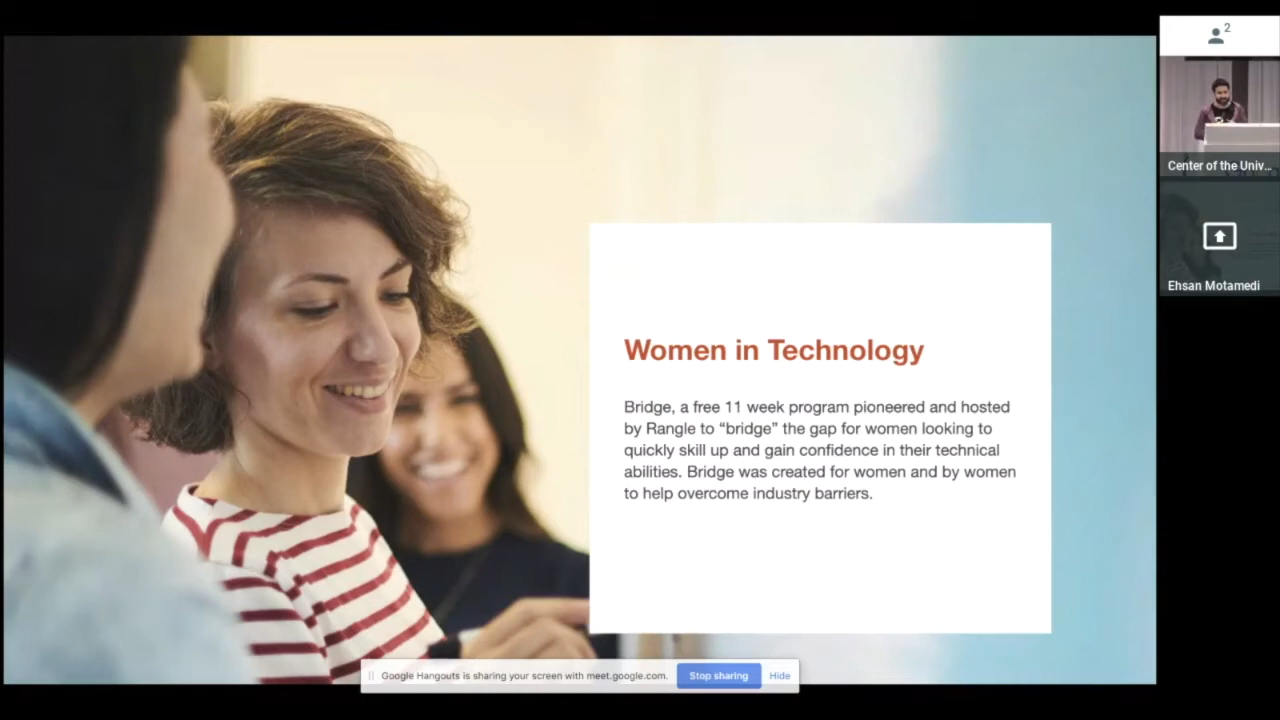 2
Center of the Univ...
Ehsan Motamedi
Women in Technology
Bridge, a free 11 week program pioneered and hosted
by Rangle to “bridge” the gap for women looking to
quickly skill up and gain confidence in their technical
abilities. Bridge was created for women and by women
to help overcome industry barriers.
Google Hangouts is sharing your screen with meet.google.com.
Stop sharing
Hide